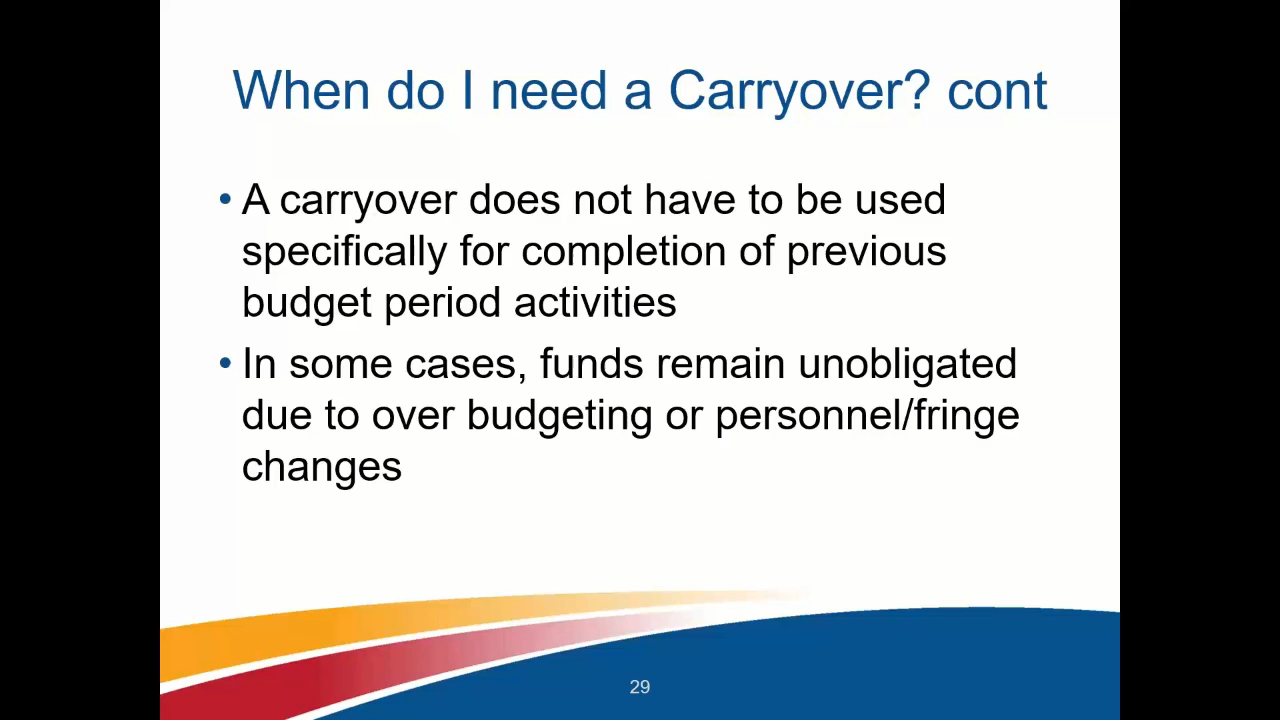 When do I need a Carryover? cont
• A carryover does not have to be used
specifically for completion of previous
budget period activities
• In some cases, funds remain unobligated
due to over budgeting or personnel/fringe
changes
29